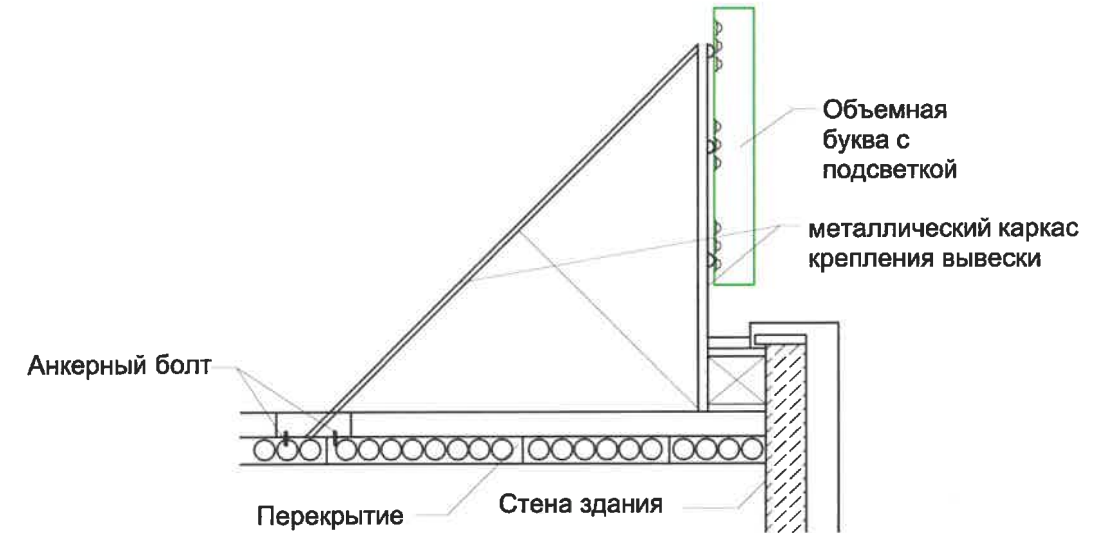 Объемная
буква с
подсветкой
металлический каркас
крепления вывески
Анкерный болт
Стена здания
Перекрытие